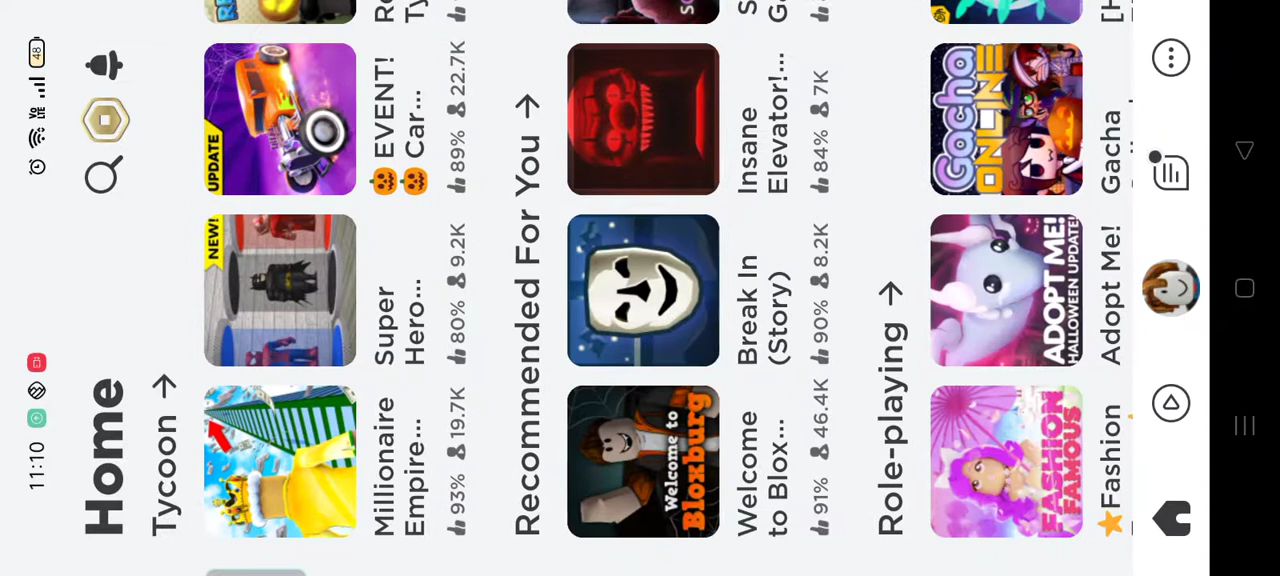 11:10
Vo
LTE
48
Home
Tycoon →
NEW!
UPDATE
Millionaire
Empire...
93% 19.7K
Super
Hero...
80% 9.2K
🎃 EVENT!
🎃 Car...
89% 22.7K
Recommended For You →
Welcome to
Bloxburg
Welcome
to Blox...
91% 46.4K
Break In
(Story)
90% 8.2K
Insane
Elevator!...
84% 7K
Role-playing →
FASHION
FAMOUS
ADOPT ME!
HALLOWEEN UPDATE!
Gacha
ONLINE
⭐Fashion
Adopt Me!
Gacha